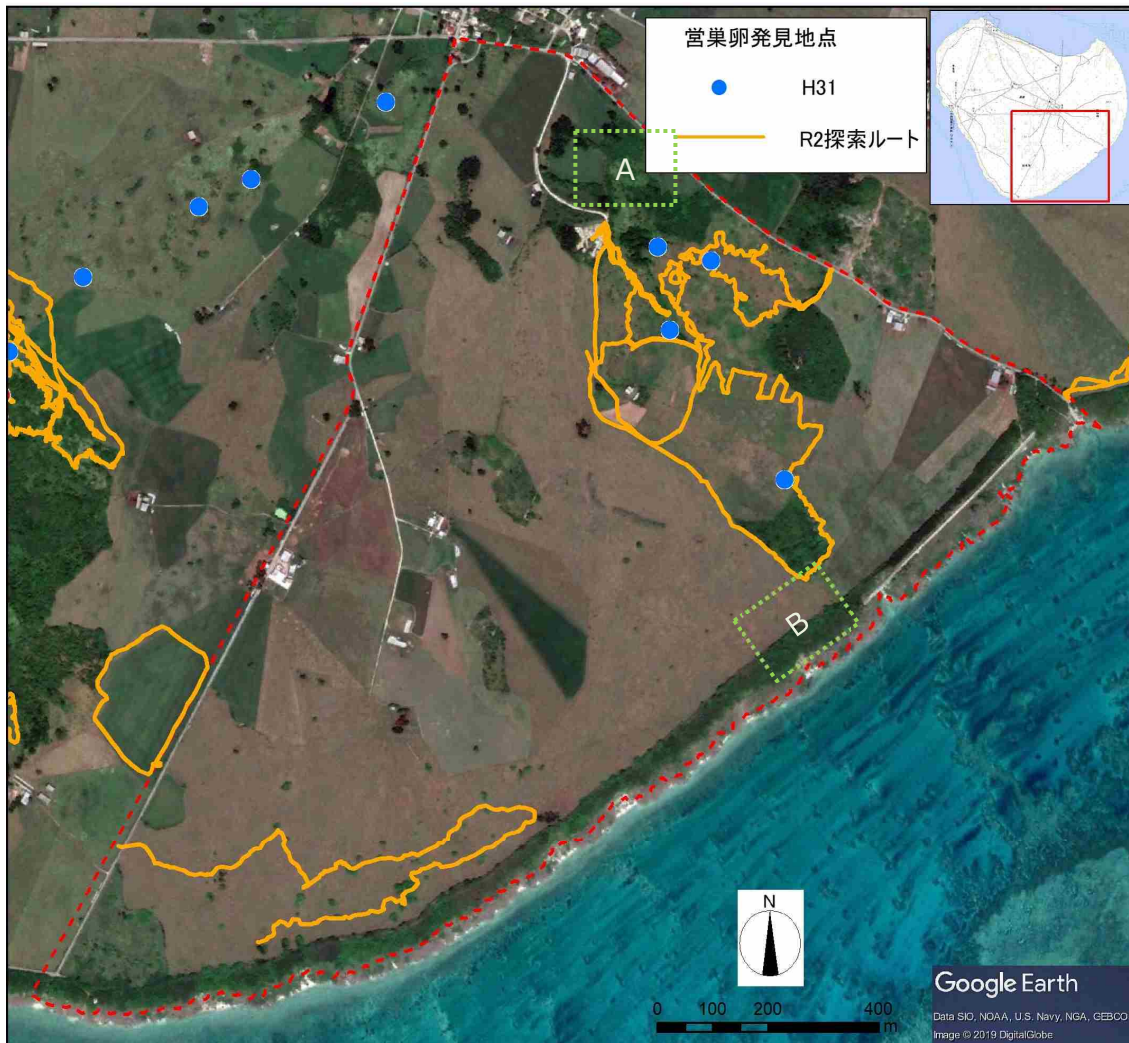 営巣卵発見地点
H31
R2探索ルート
A
B
N
0 100 200 400
m
Google Earth
Data SIO, NOAA, U.S. Navy, NGA, GEBCO
Image © 2019 DigitalGlobe